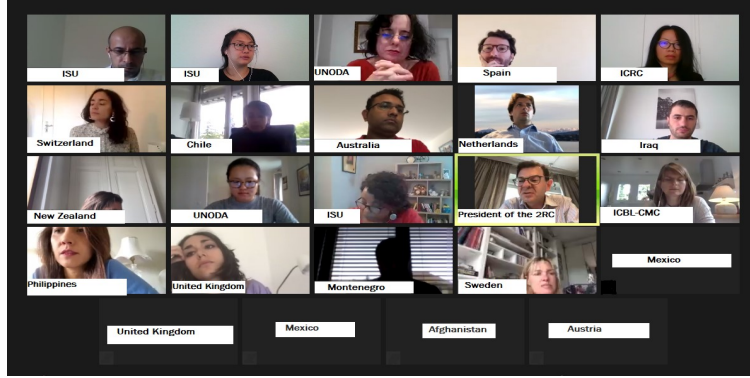 ISU
ISU
UNODA
Spain
ICRC
Switzerland
Chile
Australia
Netherlands
Iraq
New Zealand
UNODA
ISU
President of the 2RC
ICBL-CMC
Philippines
United Kingdom
Montenegro
Sweden
Mexico
United Kingdom
Mexico
Afghanistan
Austria